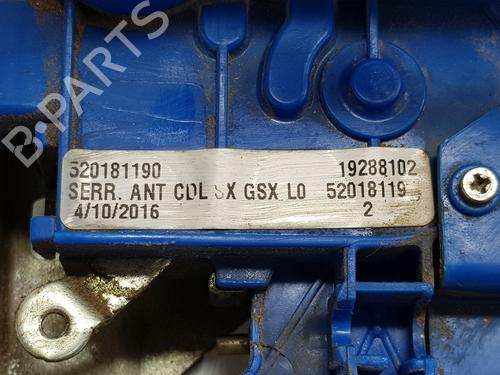 B-PARTS
520181190 19288102
SERR. ANT CDL SX GSX L0 52018119
4/10/2016 2